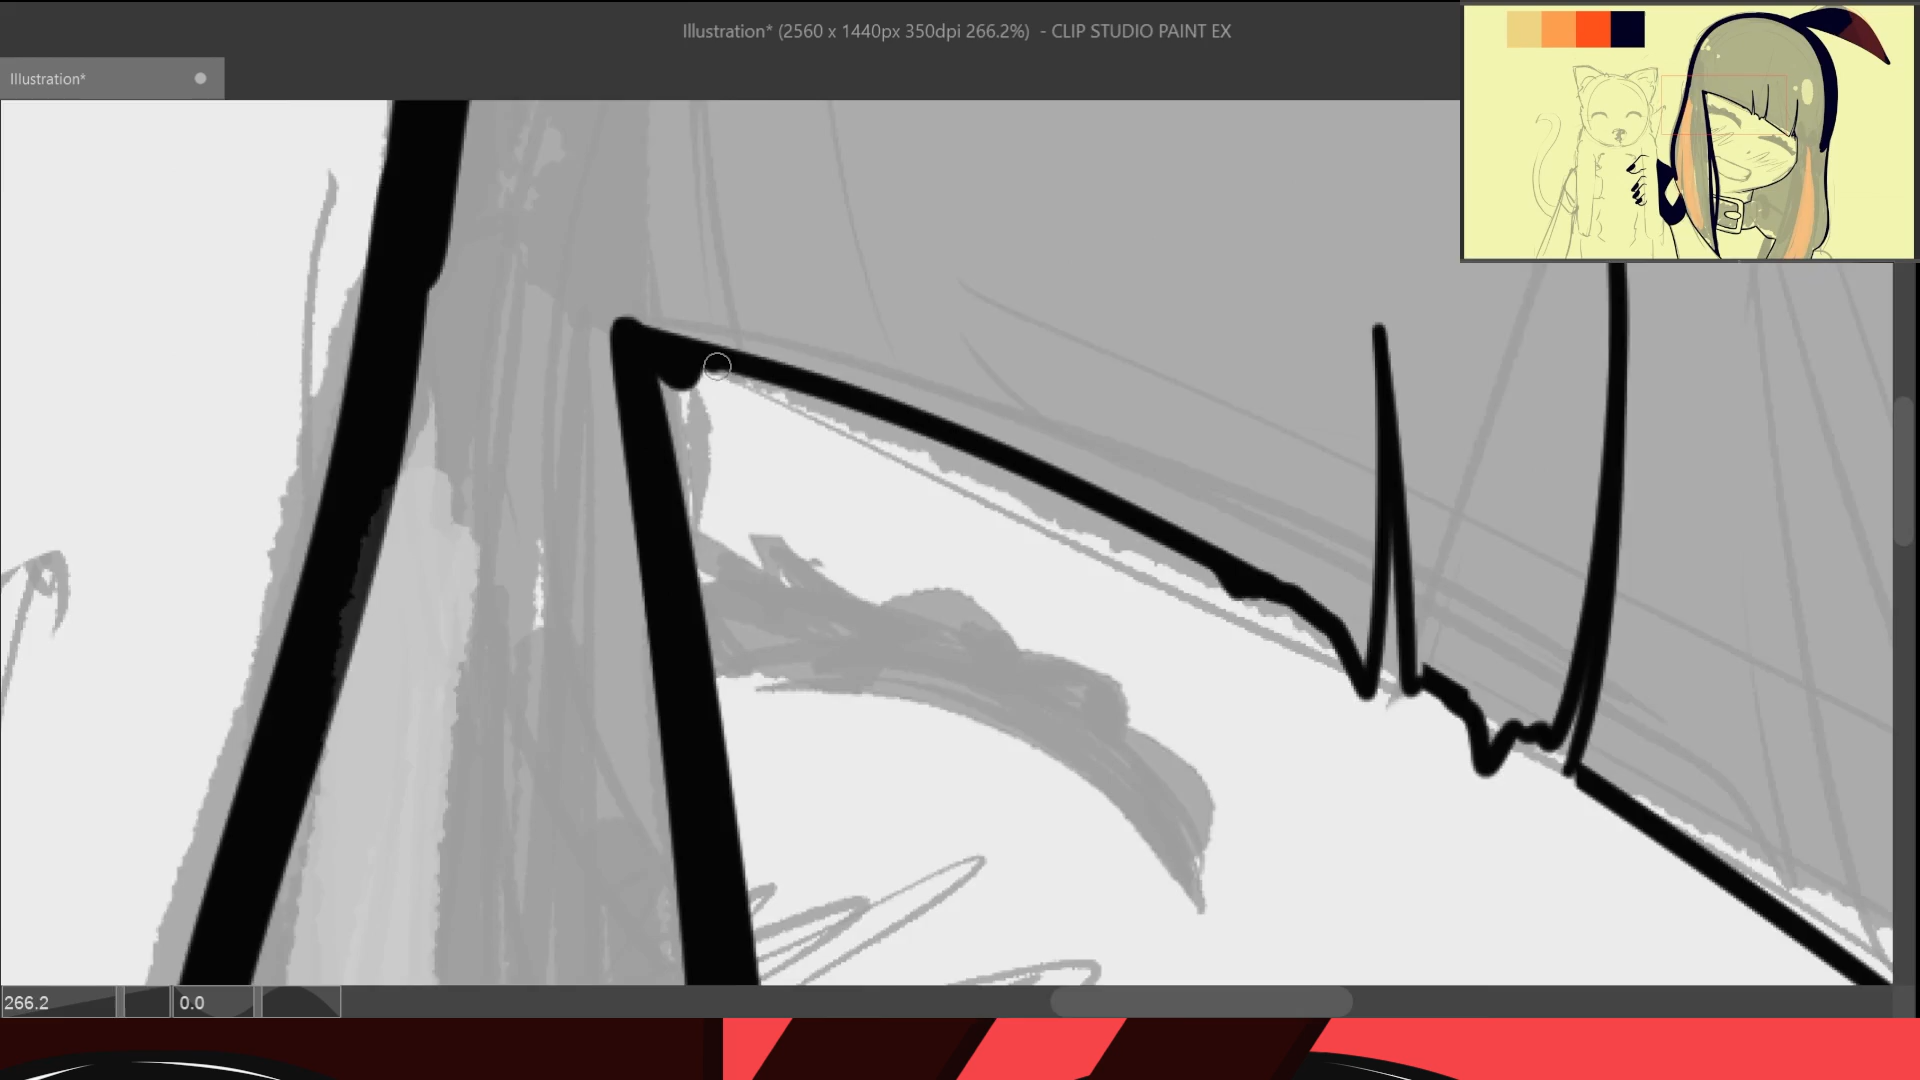 Illustration* (2560 x 1440px 350dpi 266.2%)  - CLIP STUDIO PAINT EX
Illustration*
266.2
0.0